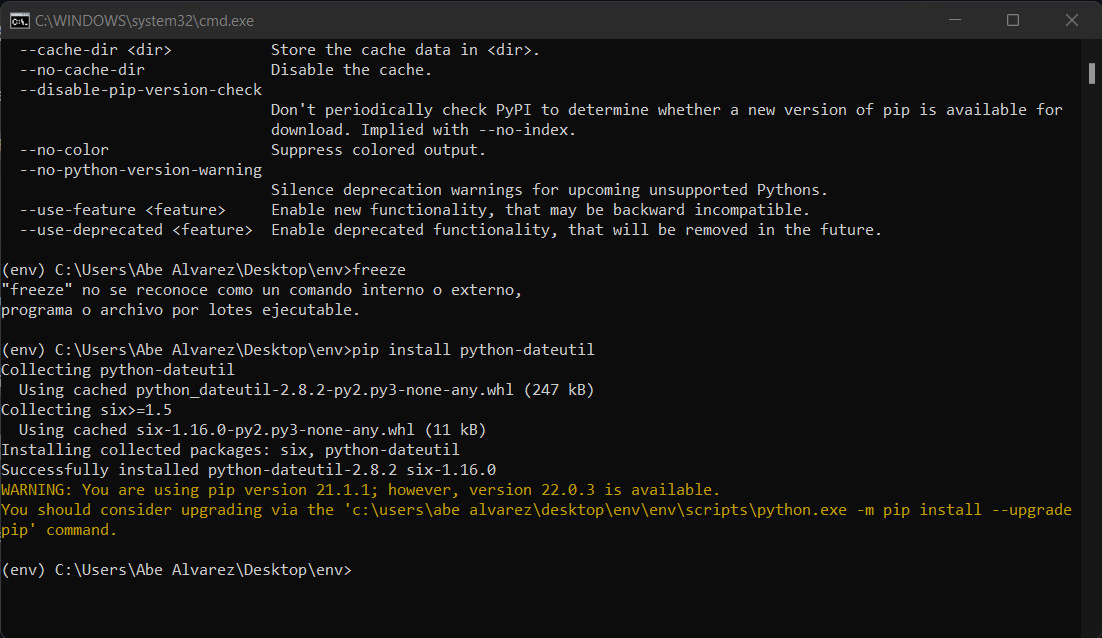 C:\WINDOWS\system32\cmd.exe
--cache-dir <dir>           Store the cache data in <dir>.
--no-cache-dir              Disable the cache.
--disable-pip-version-check
Don't periodically check PyPI to determine whether a new version of pip is available for
download. Implied with --no-index.
--no-color                  Suppress colored output.
--no-python-version-warning
Silence deprecation warnings for upcoming unsupported Pythons.
--use-feature <feature>     Enable new functionality, that may be backward incompatible.
--use-deprecated <feature>  Enable deprecated functionality, that will be removed in the future.
(env) C:\Users\Abe Alvarez\Desktop\env>freeze
"freeze" no se reconoce como un comando interno o externo,
programa o archivo por lotes ejecutable.
(env) C:\Users\Abe Alvarez\Desktop\env>pip install python-dateutil
Collecting python-dateutil
Using cached python_dateutil-2.8.2-py2.py3-none-any.whl (247 kB)
Collecting six>=1.5
Using cached six-1.16.0-py2.py3-none-any.whl (11 kB)
Installing collected packages: six, python-dateutil
Successfully installed python-dateutil-2.8.2 six-1.16.0
WARNING: You are using pip version 21.1.1; however, version 22.0.3 is available.
You should consider upgrading via the 'c:\users\abe alvarez\desktop\env\env\scripts\python.exe -m pip install --upgrade
pip' command.
(env) C:\Users\Abe Alvarez\Desktop\env>